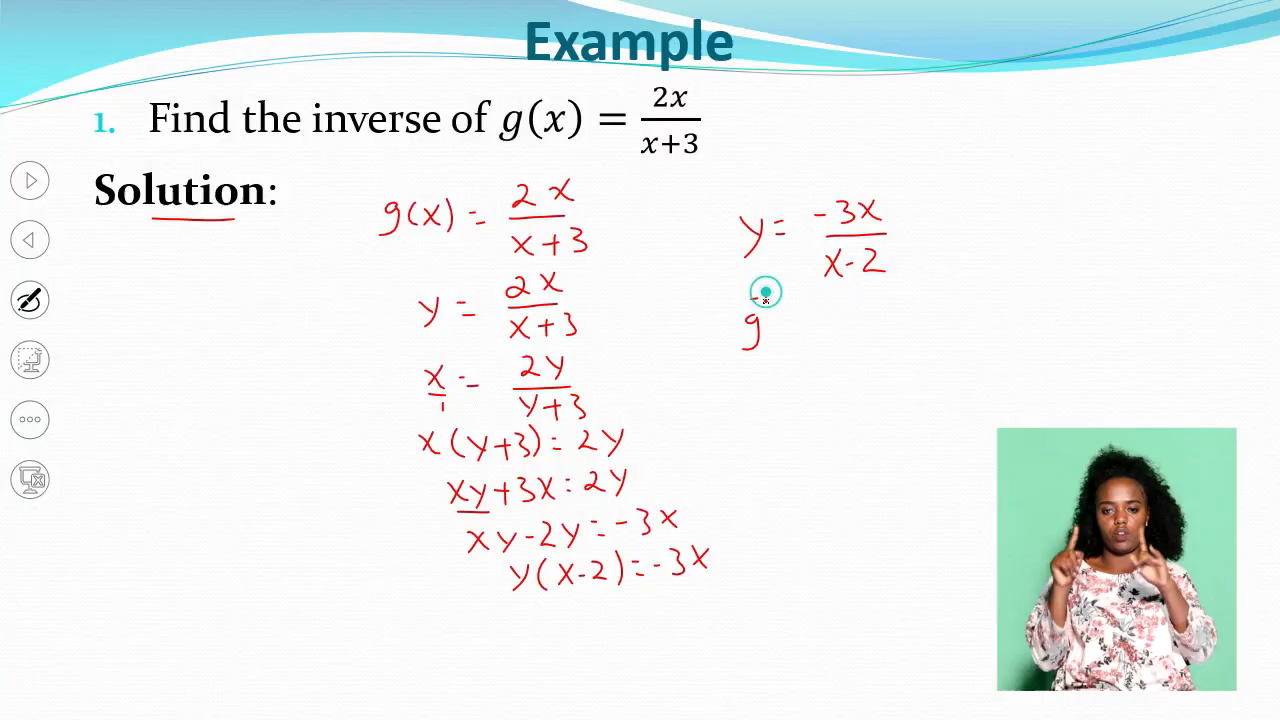 Example
1. Find the inverse of g(x) = 2x/(x+3)
Solution:
g(x) = 2x/(x+3)
y = 2x/(x+3)
x/1 = 2y/(y+3)
x(y+3) = 2y
xy+3x = 2y
xy-2y = -3x
y(x-2) = -3x
y = -3x/(x-2)
g⁻